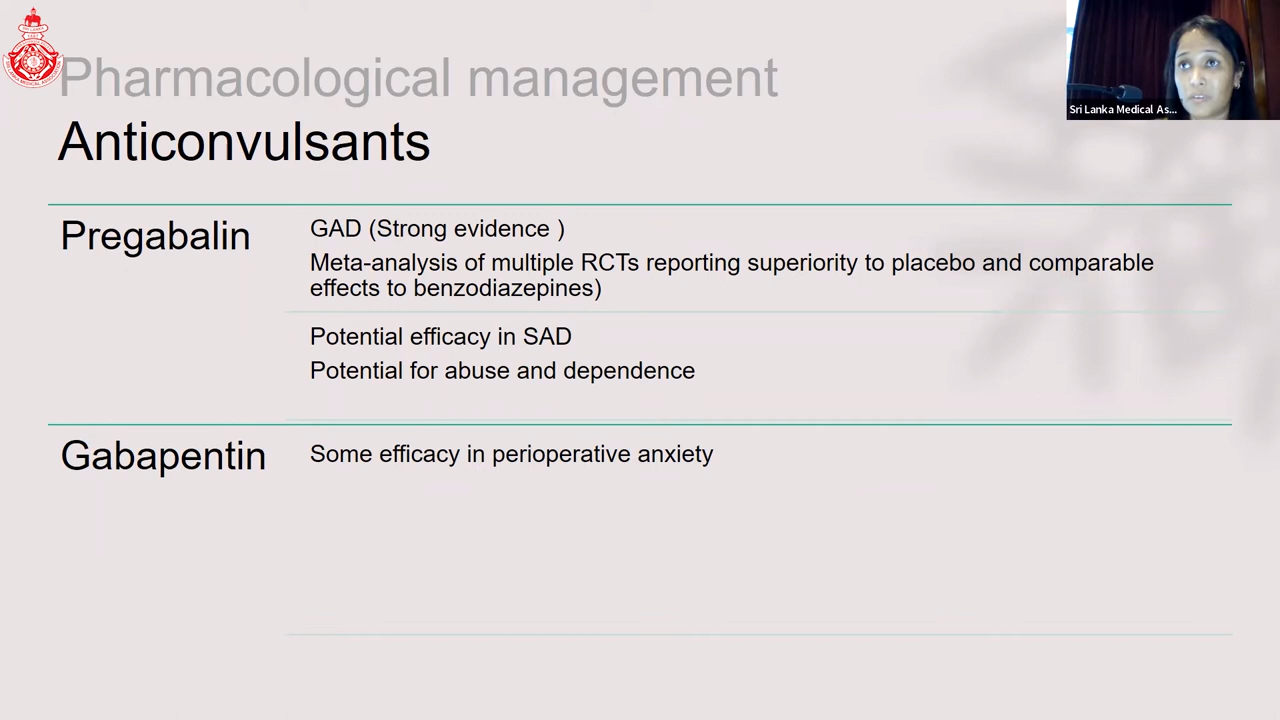 Pharmacological management
Anticonvulsants
Sri Lanka Medical As...
Pregabalin
GAD (Strong evidence )
Meta-analysis of multiple RCTs reporting superiority to placebo and comparable
effects to benzodiazepines)
Potential efficacy in SAD
Potential for abuse and dependence
Gabapentin
Some efficacy in perioperative anxiety